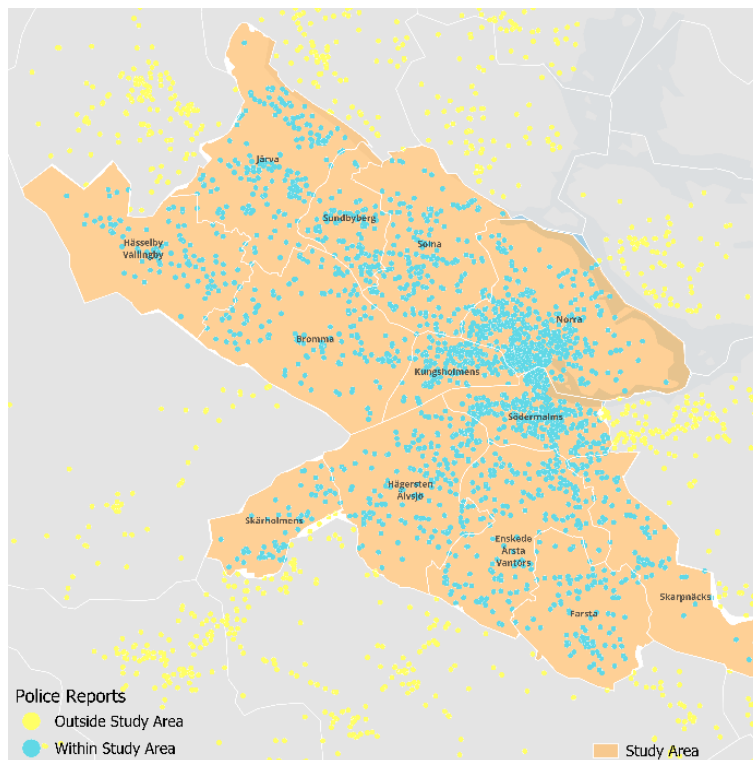 Järva
Sundbyberg
Solna
Hässelby
Vällingby
Norra
Bromma
Kungsholmens
Södermalms
Hägersten
Älvsjö
Skärholmens
Enskede
Årsta
Vantörs
Skarpnäcks
Farsta
Police Reports
Outside Study Area
Within Study Area
Study Area